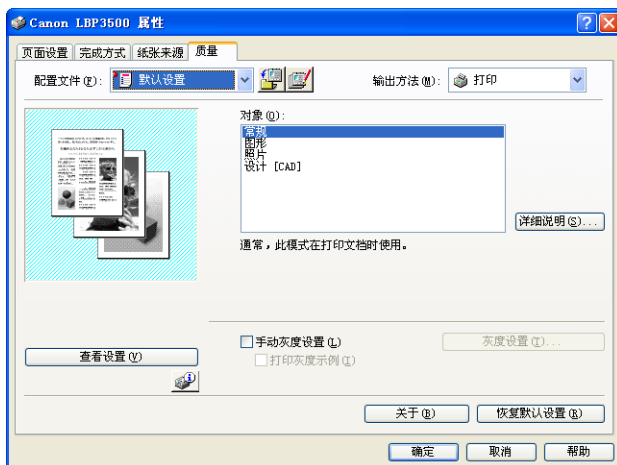 Canon LBP3500 属性
页面设置 完成方式 纸张来源 质量
配置文件(F): 默认设置 输出方法(M): 打印
对象(O):
常规
图形
照片
设计 [CAD]
详细说明(S)...
通常，此模式在打印文档时使用。
手动灰度设置(L) 灰度设置(T)...
打印灰度示例(I)
查看设置(V)
关于(B) 恢复默认设置(R)
确定 取消 帮助